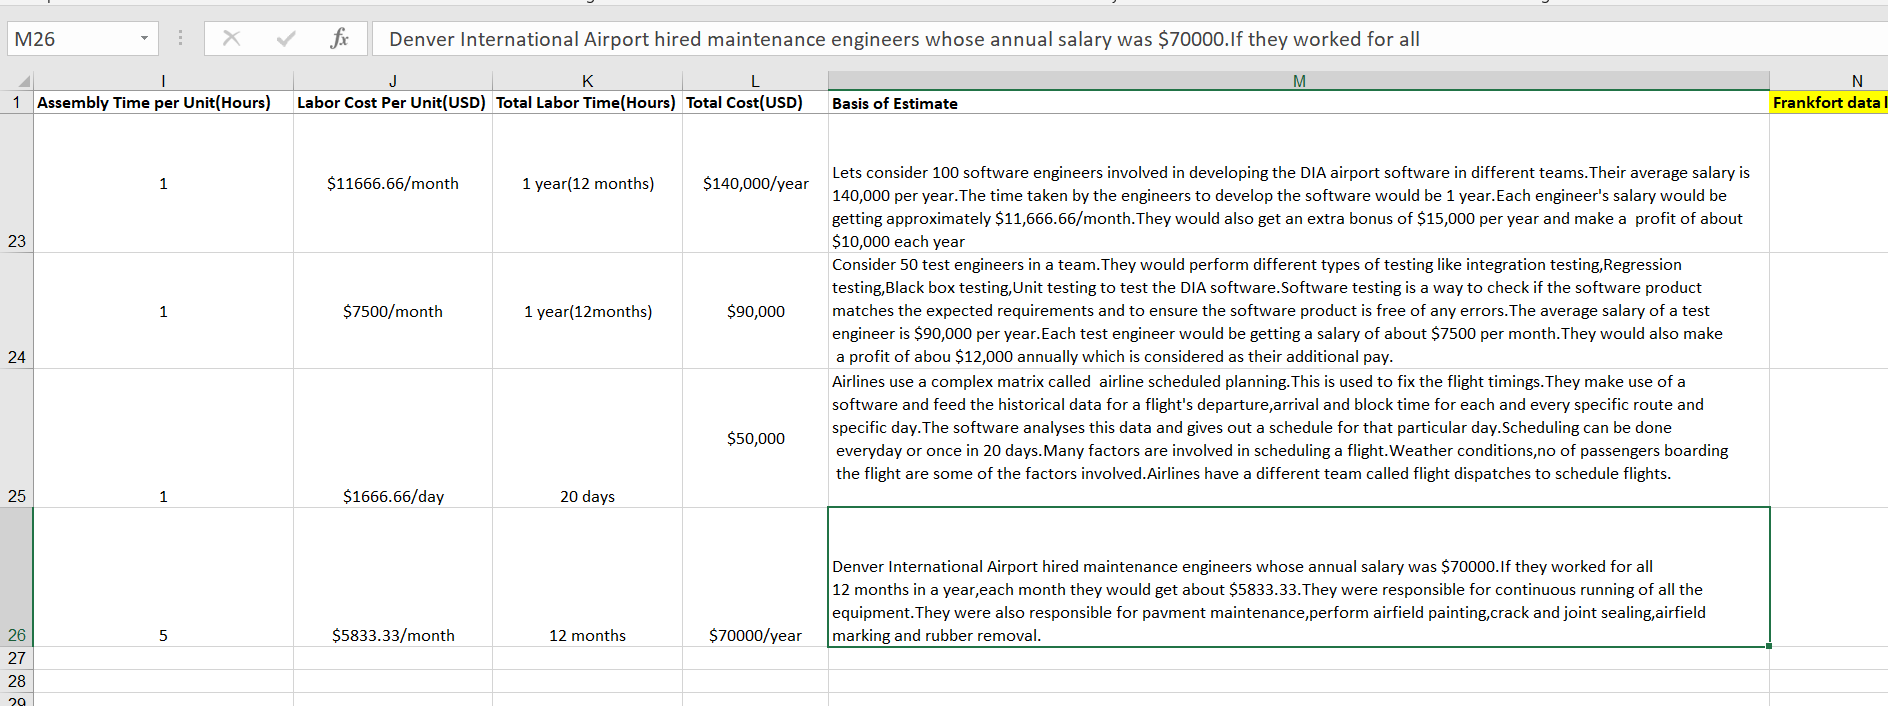 M26
fx
Denver International Airport hired maintenance engineers whose annual salary was $70000.If they worked for all
I J K L M N
1 Assembly Time per Unit(Hours) Labor Cost Per Unit(USD) Total Labor Time(Hours) Total Cost(USD) Basis of Estimate Frankfort data
1 $11666.66/month 1 year(12 months) $140,000/year
Lets consider 100 software engineers involved in developing the DIA airport software in different teams.Their average salary is
140,000 per year.The time taken by the engineers to develop the software would be 1 year.Each engineer's salary would be
getting approximately $11,666.66/month.They would also get an extra bonus of $15,000 per year and make a  profit of about
$10,000 each year
23
1 $7500/month 1 year(12months) $90,000
Consider 50 test engineers in a team.They would perform different types of testing like integration testing,Regression
testing,Black box testing,Unit testing to test the DIA software.Software testing is a way to check if the software product
matches the expected requirements and to ensure the software product is free of any errors.The average salary of a test
engineer is $90,000 per year.Each test engineer would be getting a salary of about $7500 per month.They would also make
a profit of abou $12,000 annually which is considered as their additional pay.
24
1 $1666.66/day 20 days $50,000
Airlines use a complex matrix called  airline scheduled planning.This is used to fix the flight timings.They make use of a
software and feed the historical data for a flight's departure,arrival and block time for each and every specific route and
specific day.The software analyses this data and gives out a schedule for that particular day.Scheduling can be done
everyday or once in 20 days.Many factors are involved in scheduling a flight.Weather conditions,no of passengers boarding
the flight are some of the factors involved.Airlines have a different team called flight dispatches to schedule flights.
25
5 $5833.33/month 12 months $70000/year
Denver International Airport hired maintenance engineers whose annual salary was $70000.If they worked for all
12 months in a year,each month they would get about $5833.33.They were responsible for continuous running of all the
equipment.They were also responsible for pavment maintenance,perform airfield painting,crack and joint sealing,airfield
marking and rubber removal.
26
27
28
29